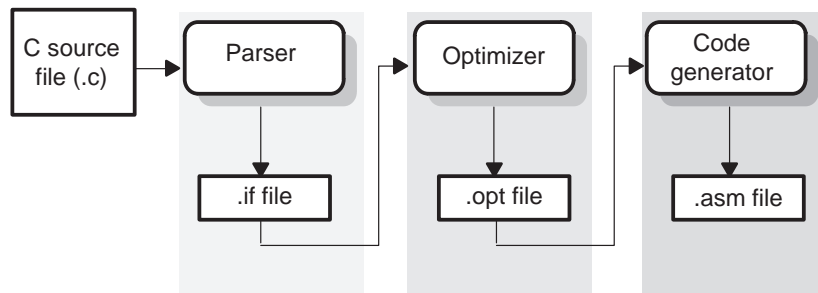 C source
file (.c)
Parser
Optimizer
Code
generator
.if file
.opt file
.asm file